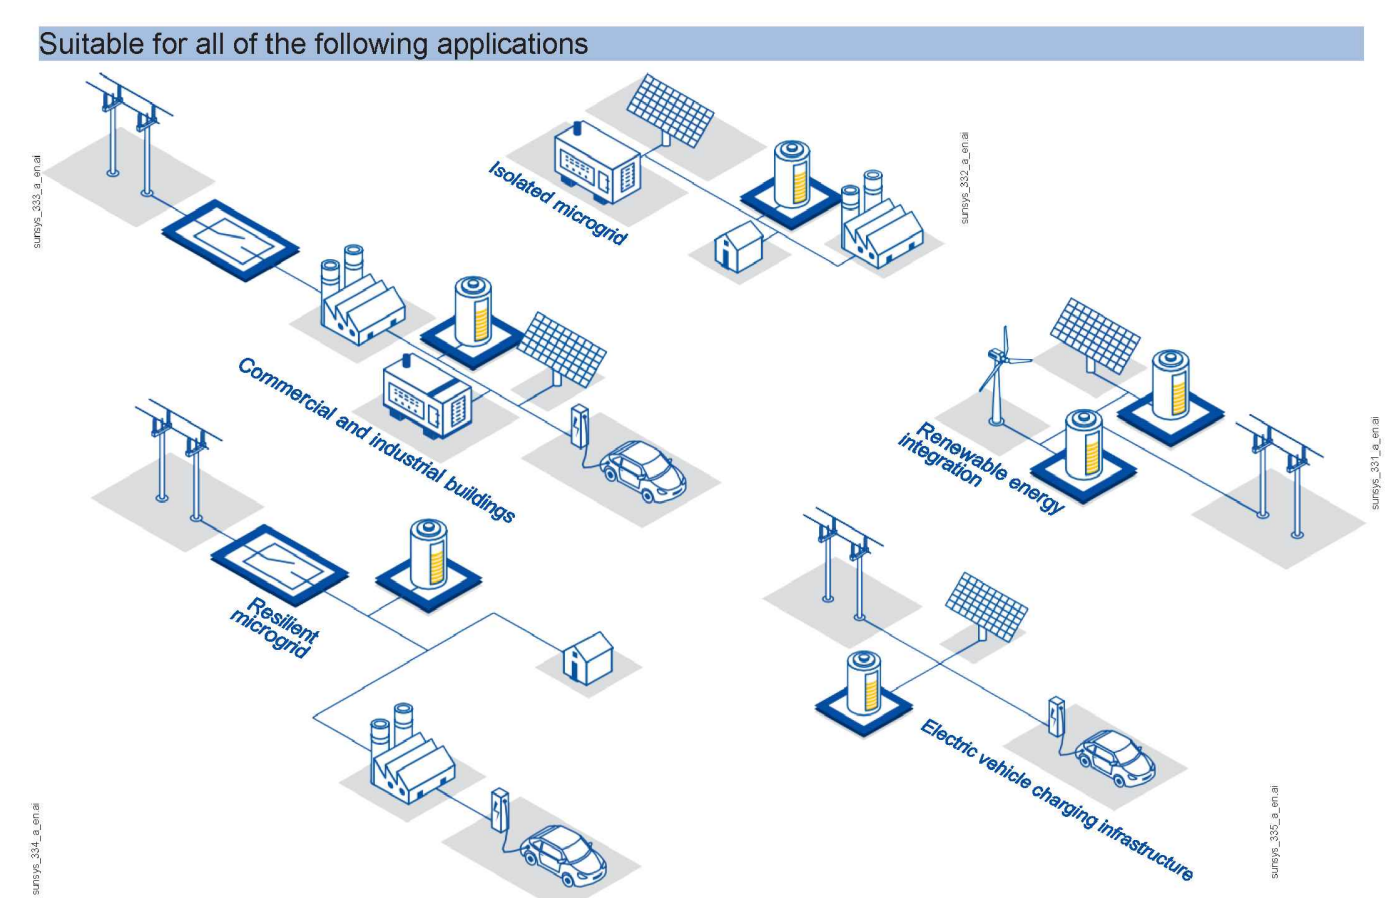 Suitable for all of the following applications
sunsys_333_a_en.ai
Isolated microgrid
sunsys_332_a_en.ai
Commercial and industrial buildings
Renewable energy
integration
sunsys_331_a_en.ai
Resilient
microgrid
Electric vehicle charging infrastructure
sunsys_334_a_en.ai
sunsys_335_a_en.ai